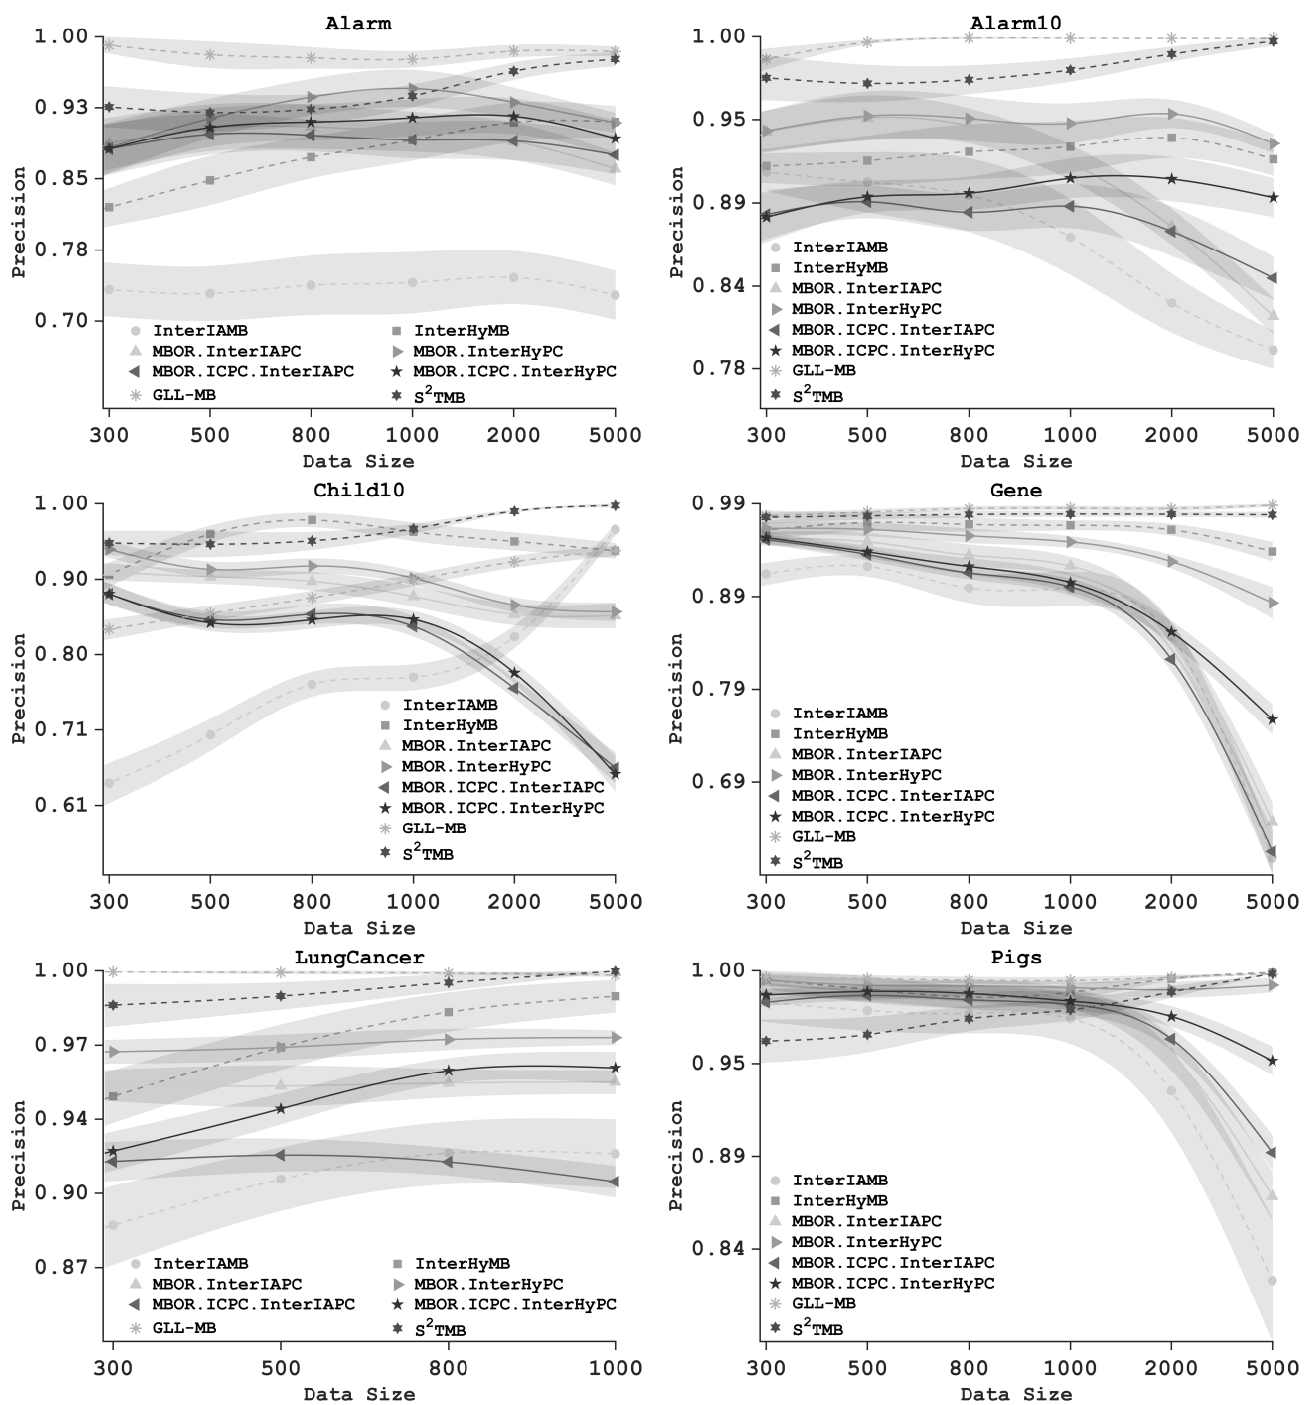 Alarm
1.00
0.93
0.85
0.78
0.70
Precision
InterIAMB
InterHyMB
MBOR.InterIAPC
MBOR.InterHyPC
MBOR.ICPC.InterIAPC
MBOR.ICPC.InterHyPC
GLL-MB
S²TMB
300 500 800 1000 2000 5000
Data Size
Alarm10
1.00
0.95
0.89
0.84
0.78
Precision
InterIAMB
InterHyMB
MBOR.InterIAPC
MBOR.InterHyPC
MBOR.ICPC.InterIAPC
MBOR.ICPC.InterHyPC
GLL-MB
S²TMB
300 500 800 1000 2000 5000
Data Size
Child10
1.00
0.90
0.80
0.71
0.61
Precision
InterIAMB
InterHyMB
MBOR.InterIAPC
MBOR.InterHyPC
MBOR.ICPC.InterIAPC
MBOR.ICPC.InterHyPC
GLL-MB
S²TMB
300 500 800 1000 2000 5000
Data Size
Gene
0.99
0.89
0.79
0.69
Precision
InterIAMB
InterHyMB
MBOR.InterIAPC
MBOR.InterHyPC
MBOR.ICPC.InterIAPC
MBOR.ICPC.InterHyPC
GLL-MB
S²TMB
300 500 800 1000 2000 5000
Data Size
LungCancer
1.00
0.97
0.94
0.90
0.87
Precision
InterIAMB
InterHyMB
MBOR.InterIAPC
MBOR.InterHyPC
MBOR.ICPC.InterIAPC
MBOR.ICPC.InterHyPC
GLL-MB
S²TMB
300 500 800 1000
Data Size
Pigs
1.00
0.95
0.89
0.84
Precision
InterIAMB
InterHyMB
MBOR.InterIAPC
MBOR.InterHyPC
MBOR.ICPC.InterIAPC
MBOR.ICPC.InterHyPC
GLL-MB
S²TMB
300 500 800 1000 2000 5000
Data Size